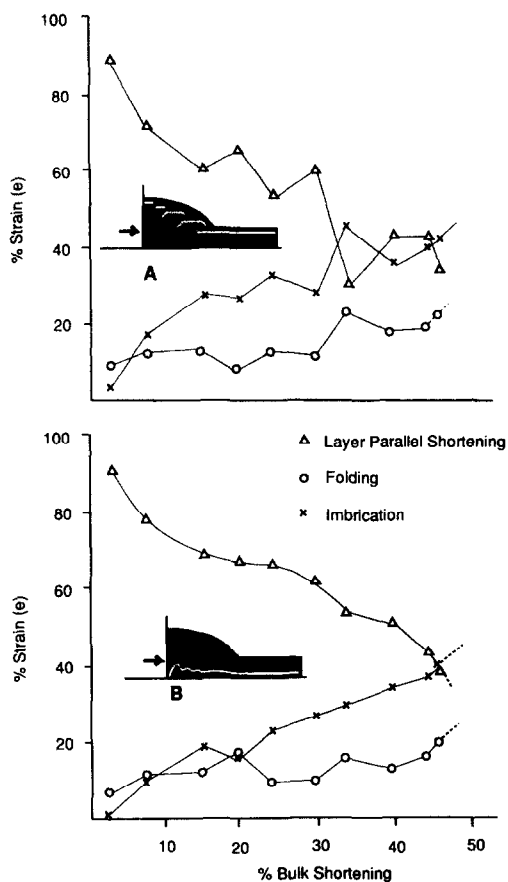 100
80
60
40
20
% Strain (e)
A
100
80
60
40
20
% Strain (e)
Layer Parallel Shortening
Folding
Imbrication
B
10 20 30 40 50
% Bulk Shortening